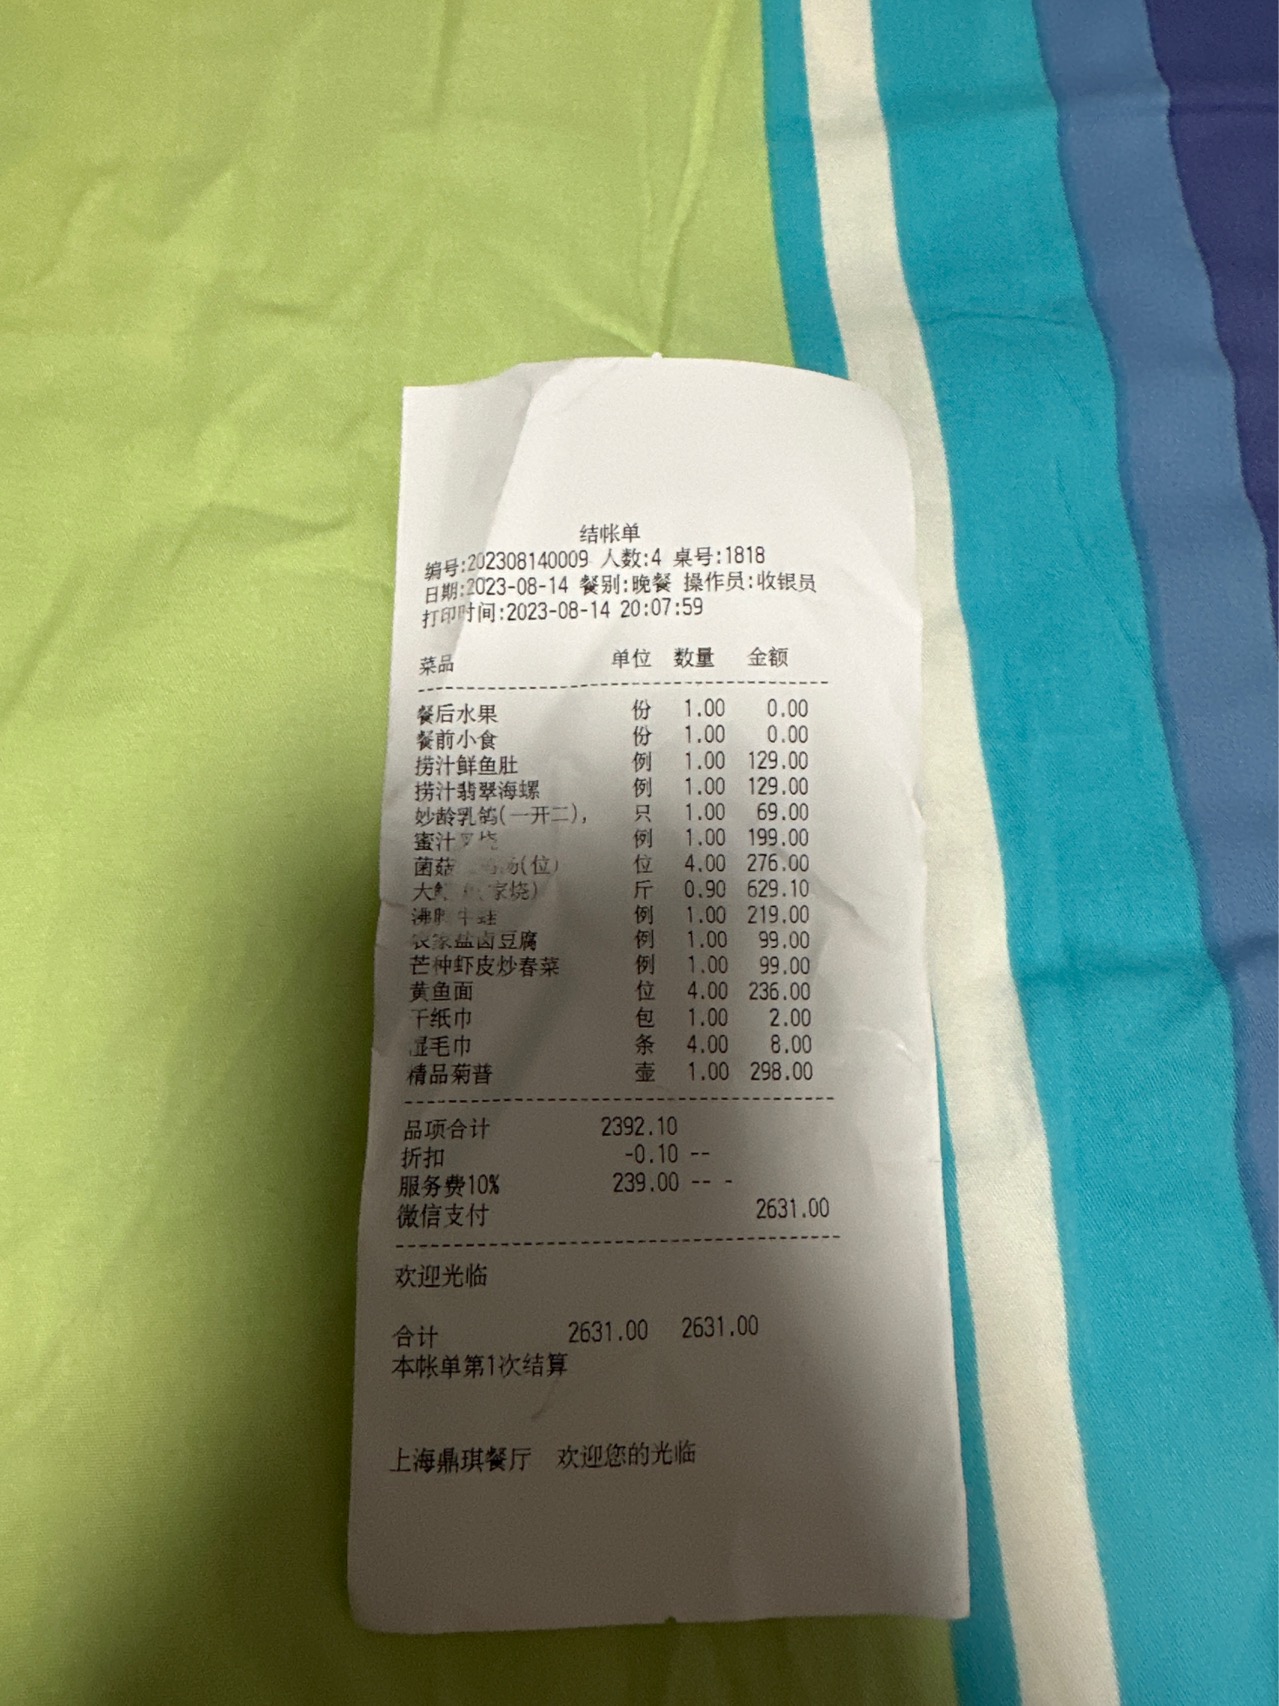 结帐单
编号:202308140009 人数:4 桌号:1818
日期:2023-08-14 餐别:晚餐 操作员:收银员
打印时间:2023-08-14 20:07:59
菜品 单位 数量 金额
餐后水果 份 1.00 0.00
餐前小食 份 1.00 0.00
捞汁鲜鱼肚 例 1.00 129.00
捞汁翡翠海螺 例 1.00 129.00
妙龄乳鸽(一开二), 只 1.00 69.00
蜜汁叉烧 例 1.00 199.00
菌菇 汤(位) 位 4.00 276.00
大 家烧) 斤 0.90 629.10
沸腾牛蛙 例 1.00 219.00
农家盐卤豆腐 例 1.00 99.00
芒种虾皮炒春菜 例 1.00 99.00
黄鱼面 位 4.00 236.00
干纸巾 包 1.00 2.00
湿毛巾 条 4.00 8.00
精品菊普 壶 1.00 298.00
品项合计 2392.10
折扣 -0.10 --
服务费10% 239.00 -- -
微信支付 2631.00
欢迎光临
合计 2631.00 2631.00
本帐单第1次结算
上海鼎琪餐厅 欢迎您的光临